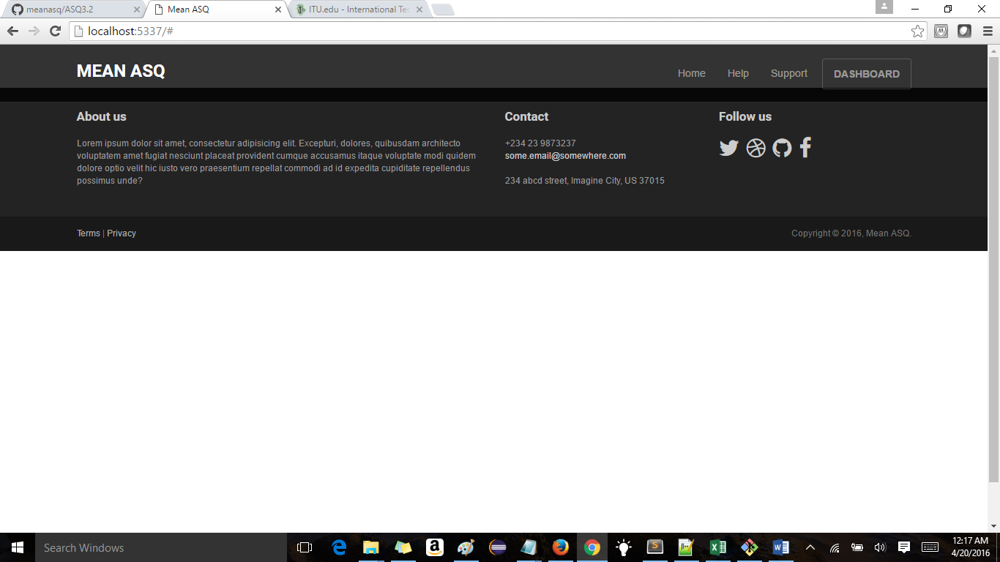 meanasq/ASQ3.2
Mean ASQ
ITU.edu - International Tec
localhost:5337/#
MEAN ASQ
Home
Help
Support
DASHBOARD
About us
Lorem ipsum dolor sit amet, consectetur adipisicing elit. Excepturi, dolores, quibusdam architecto
voluptatem amet fugiat nesciunt placeat provident cumque accusamus itaque voluptate modi quidem
dolore optio velit hic iusto vero praesentium repellat commodi ad id expedita cupiditate repellendus
possimus unde?
Contact
+234 23 9873237
some.email@somewhere.com
234 abcd street, Imagine City, US 37015
Follow us
Terms | Privacy
Copyright © 2016, Mean ASQ.
Search Windows
12:17 AM
4/20/2016